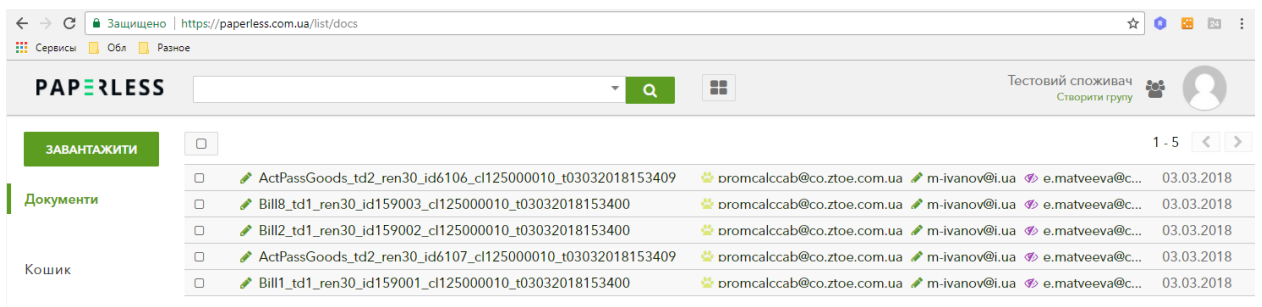 Защищено https://paperless.com.ua/list/docs
Сервисы Обл Разное
PAPERLESS
Тестовий споживач
Створити групу
ЗАВАНТАЖИТИ
1 - 5
Документи
Кошик
ActPassGoods_td2_ren30_id6106_cl125000010_t03032018153409 promcalccab@co.ztoe.com.ua m-ivanov@i.ua e.matveeva@c... 03.03.2018
Bill8_td1_ren30_id159003_cl125000010_t03032018153400 promcalccab@co.ztoe.com.ua m-ivanov@i.ua e.matveeva@c... 03.03.2018
Bill2_td1_ren30_id159002_cl125000010_t03032018153400 promcalccab@co.ztoe.com.ua m-ivanov@i.ua e.matveeva@c... 03.03.2018
ActPassGoods_td2_ren30_id6107_cl125000010_t03032018153409 promcalccab@co.ztoe.com.ua m-ivanov@i.ua e.matveeva@c... 03.03.2018
Bill1_td1_ren30_id159001_cl125000010_t03032018153400 promcalccab@co.ztoe.com.ua m-ivanov@i.ua e.matveeva@c... 03.03.2018